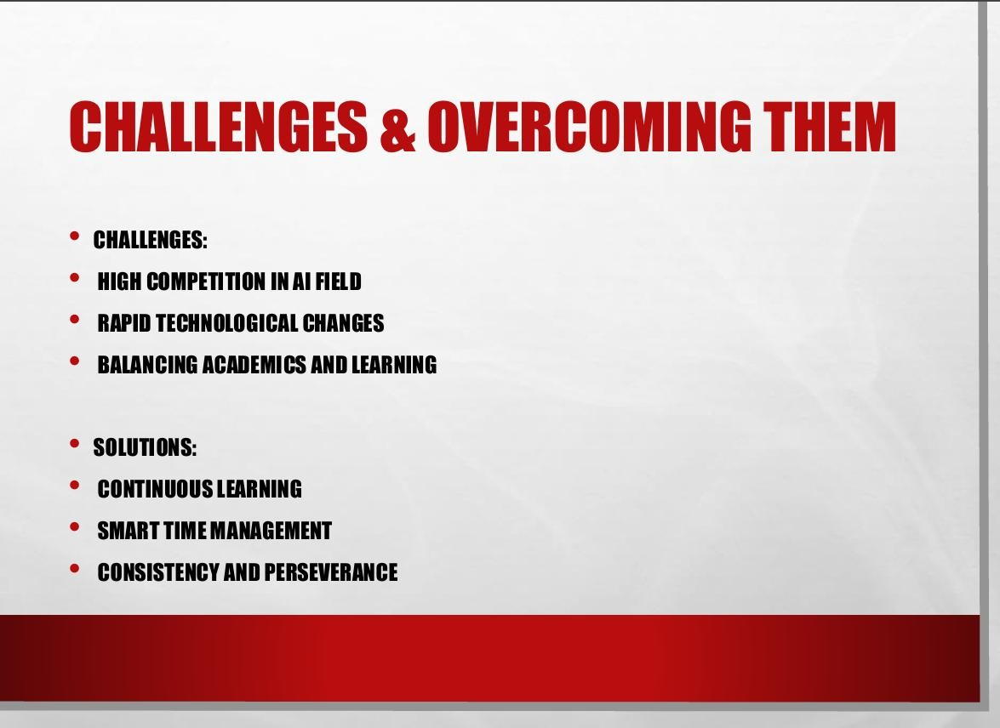 CHALLENGES & OVERCOMING THEM
• CHALLENGES:
• HIGH COMPETITION IN AI FIELD
• RAPID TECHNOLOGICAL CHANGES
• BALANCING ACADEMICS AND LEARNING
• SOLUTIONS:
• CONTINUOUS LEARNING
• SMART TIME MANAGEMENT
• CONSISTENCY AND PERSEVERANCE